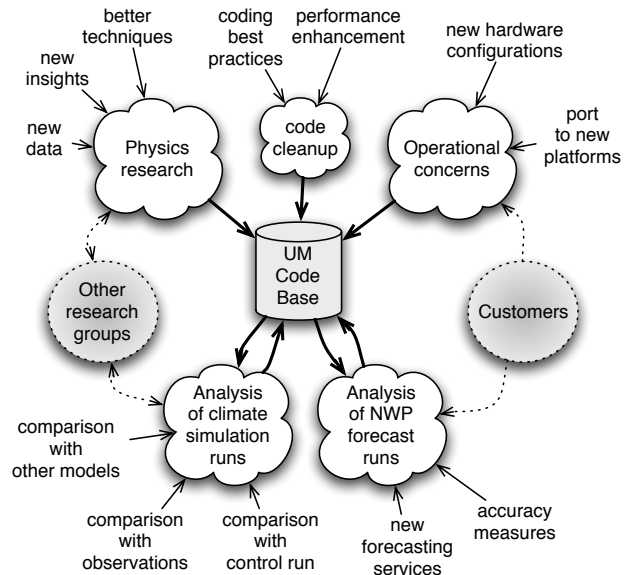 better
techniques
coding
best
practices
performance
enhancement
new hardware
configurations
new
insights
new
data
port
to new
platforms
Physics
research
code
cleanup
Operational
concerns
UM
Code
Base
Other
research
groups
Customers
Analysis
of climate
simulation
runs
Analysis
of NWP
forecast
runs
comparison
with
other models
comparison
with
observations
comparison
with
control run
new
forecasting
services
accuracy
measures